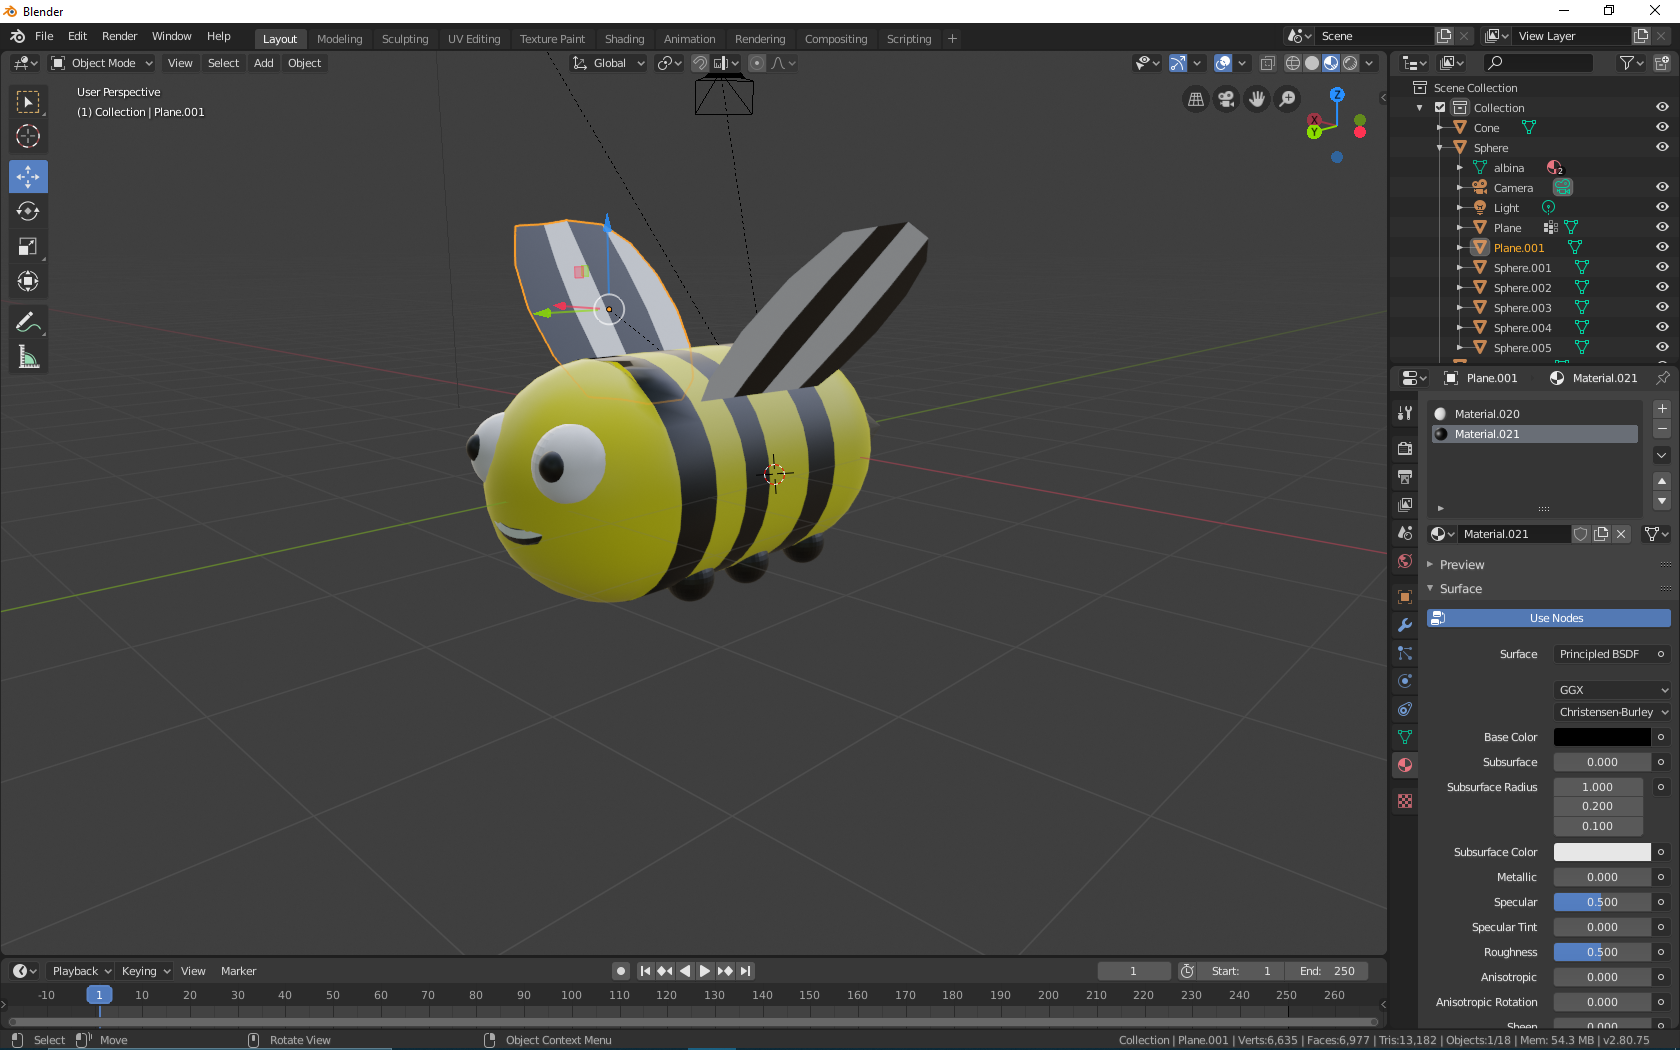 Blender
File Edit Render Window Help Layout Modeling Sculpting UV Editing Texture Paint Shading Animation Rendering Compositing Scripting + Scene View Layer
Object Mode View Select Add Object Global
User Perspective
(1) Collection | Plane.001
Z
X
Y
Scene Collection
Collection
Cone
Sphere
albina 2
Camera
Light
Plane
Plane.001
Sphere.001
Sphere.002
Sphere.003
Sphere.004
Sphere.005
Plane.001 Material.021
Material.020
Material.021
Material.021
Preview
Surface
Use Nodes
Surface Principled BSDF
GGX
Christensen-Burley
Base Color
Subsurface 0.000
Subsurface Radius 1.000
0.200
0.100
Subsurface Color
Metallic 0.000
Specular 0.500
Specular Tint 0.000
Roughness 0.500
Anisotropic 0.000
Anisotropic Rotation 0.000
Sheen 0.000
Playback Keying View Marker 1 Start: 1 End: 250
-10 1 10 20 30 40 50 60 70 80 90 100 110 120 130 140 150 160 170 180 190 200 210 220 230 240 250 260
Select Move Rotate View Object Context Menu Collection | Plane.001 | Verts:6,635 | Faces:6,977 | Tris:13,182 | Objects:1/18 | Mem: 54.3 MB | v2.80.75